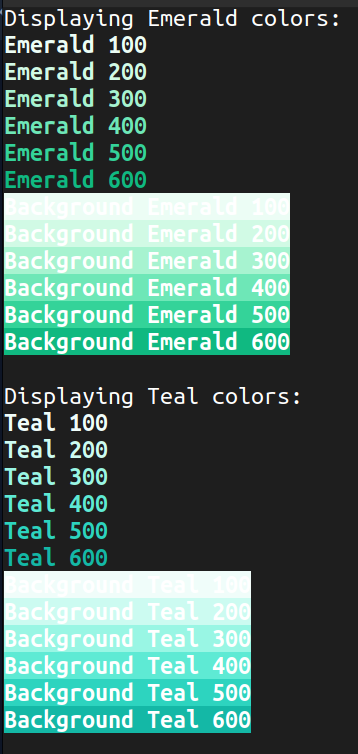 Displaying Emerald colors:
Emerald 100
Emerald 200
Emerald 300
Emerald 400
Emerald 500
Emerald 600
Background Emerald 100
Background Emerald 200
Background Emerald 300
Background Emerald 400
Background Emerald 500
Background Emerald 600
Displaying Teal colors:
Teal 100
Teal 200
Teal 300
Teal 400
Teal 500
Teal 600
Background Teal 100
Background Teal 200
Background Teal 300
Background Teal 400
Background Teal 500
Background Teal 600